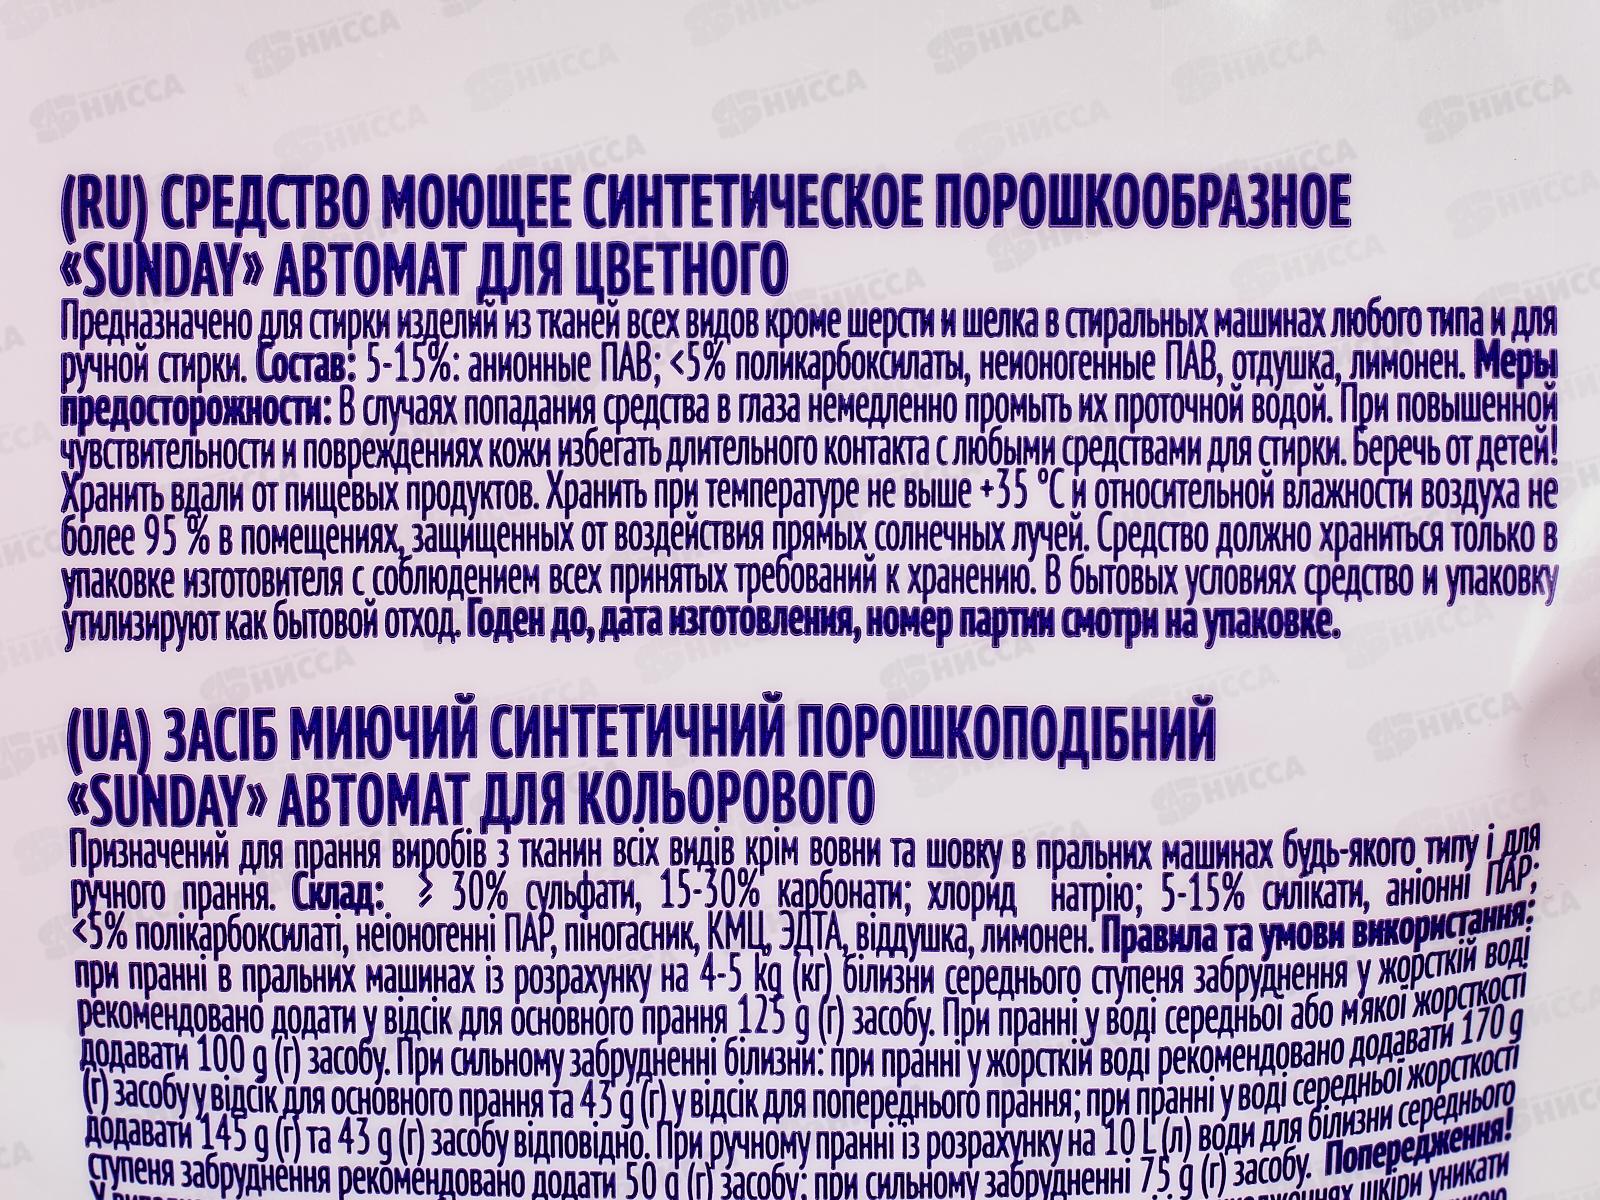 (RU) СРЕДСТВО МОЮЩЕЕ СИНТЕТИЧЕСКОЕ ПОРОШКООБРАЗНОЕ
«SUNDAY» АВТОМАТ ДЛЯ ЦВЕТНОГО
Предназначено для стирки изделий из тканей всех видов кроме шерсти и шелка в стиральных машинах любого типа и для
ручной стирки. Состав: 5-15%: анионные ПАВ; <5% поликарбоксилаты, неионогенные ПАВ, отдушка, лимонен. Меры
предосторожности: В случаях попадания средства в глаза немедленно промыть их проточной водой. При повышенной
чувствительности и повреждениях кожи избегать длительного контакта с любыми средствами для стирки. Беречь от детей!
Хранить вдали от пищевых продуктов. Хранить при температуре не выше +35 °С и относительной влажности воздуха не
более 95 % в помещениях, защищенных от воздействия прямых солнечных лучей. Средство должно храниться только в
упаковке изготовителя с соблюдением всех принятых требований к хранению. В бытовых условиях средство и упаковку
утилизируют как бытовой отход. Годен до, дата изготовления, номер партии смотри на упаковке.
(UA) ЗАСІБ МИЮЧИЙ СИНТЕТИЧНИЙ ПОРОШКОПОДІБНИЙ
«SUNDAY» АВТОМАТ ДЛЯ КОЛЬОРОВОГО
Призначений для прання виробів з тканин всіх видів крім вовни та шовку в пральних машинах будь-якого типу і для
ручного прання. Склад: ≥ 30% сульфати, 15-30% карбонати; хлорид натрію; 5-15% силікати, аніонні ПАР;
<5% полікарбоксилаті, неіоногенні ПАР, піногасник, КМЦ, ЭДТА, віддушка, лимонен. Правила та умови використання:
при пранні в пральних машинах із розрахунку на 4-5 kg (кг) білизни середнього ступеня забруднення у жорсткій воді
рекомендовано додати у відсік для основного прання 125 g (г) засобу. При пранні у воді середньої або м'якої жорсткості
додавати 100 g (г) засобу. При сильному забрудненні білизни: при пранні у жорсткій воді рекомендовано додавати 170 g
(г) засобу у відсік для основного прання та 43 g (г) у відсік для попереднього прання; при пранні у воді середньої жорсткості
додавати 145 g (г) та 43 g (г) засобу відповідно. При ручному пранні із розрахунку на 10 L (л) води для білизни середнього
ступеня забруднення рекомендовано додати 50 g (г) засобу; при сильному забрудненні 75 g (г) засобу. Попередження!
шкіри уникати